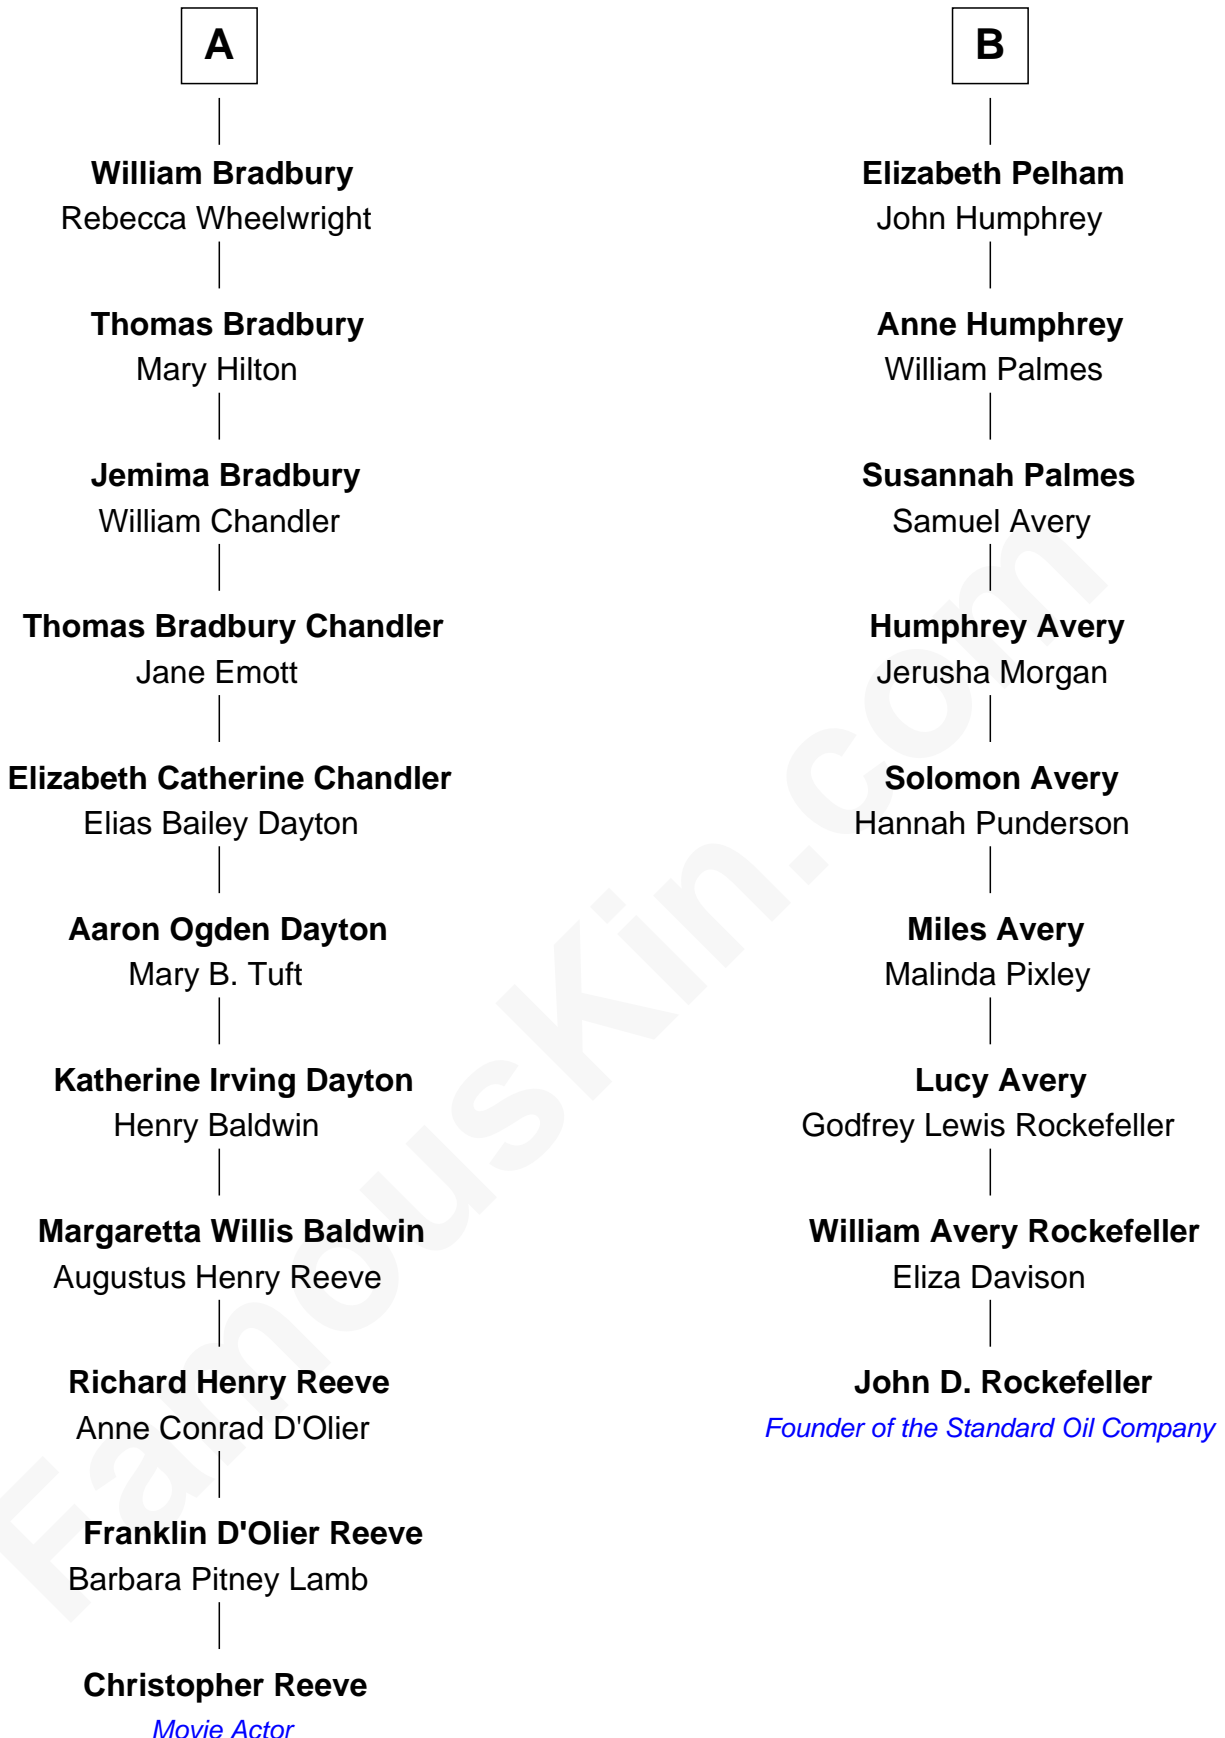 A
William Bradbury
Rebecca Wheelwright
Thomas Bradbury
Mary Hilton
Jemima Bradbury
William Chandler
Thomas Bradbury Chandler
Jane Emott
Elizabeth Catherine Chandler
Elias Bailey Dayton
Aaron Ogden Dayton
Mary B. Tuft
Katherine Irving Dayton
Henry Baldwin
Margaretta Willis Baldwin
Augustus Henry Reeve
Richard Henry Reeve
Anne Conrad D'Olier
Franklin D'Olier Reeve
Barbara Pitney Lamb
Christopher Reeve
Movie Actor
B
Elizabeth Pelham
John Humphrey
Anne Humphrey
William Palmes
Susannah Palmes
Samuel Avery
Humphrey Avery
Jerusha Morgan
Solomon Avery
Hannah Punderson
Miles Avery
Malinda Pixley
Lucy Avery
Godfrey Lewis Rockefeller
William Avery Rockefeller
Eliza Davison
John D. Rockefeller
Founder of the Standard Oil Company
FamousKin.com